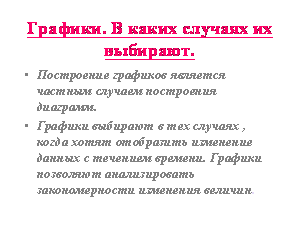 Графики. В каких случаях их
выбирают.
• Построение графиков является
частным случаем построения
диаграмм.
• Графики выбирают в тех случаях ,
когда хотят отобразить изменение
данных с течением времени. Графики
позволяют анализировать
закономерности изменения величин.